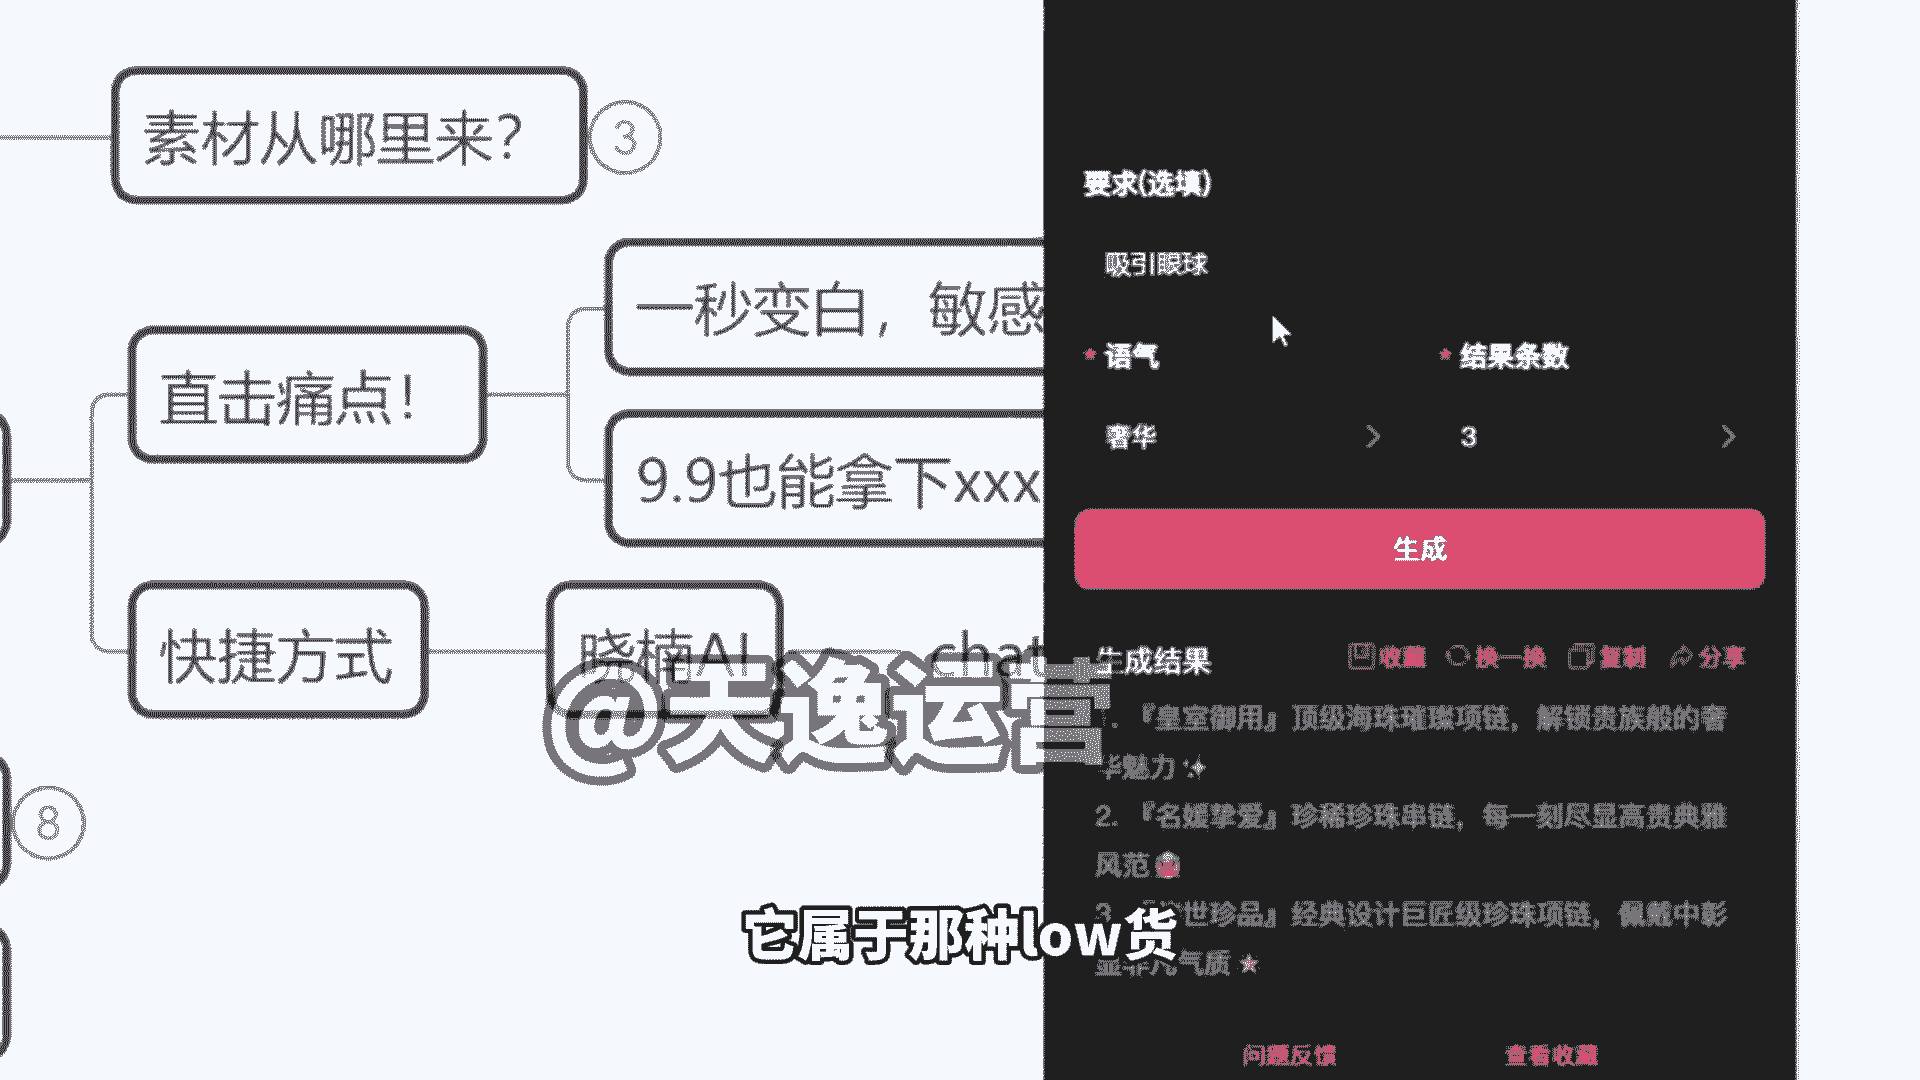 素材从哪里来？
3
一秒变白，敏感
直击痛点！
9.9也能拿下xxx
快捷方式
晓楠AI
chat
8
@天逸运营
要求(选填)
吸引眼球
* 语气
* 结果条数
奢华
3
生成
生成结果
收藏
换一换
复制
分享
1. 『皇室御用』顶级海珠璀璨项链，解锁贵族般的奢
华魅力
2. 『名媛挚爱』珍稀珍珠串链，每一刻尽显高贵典雅
风范
3. 世珍品』经典设计巨匠级珍珠项链，佩戴中彰
显非凡气质
它属于那种low货
问题反馈
查看收藏